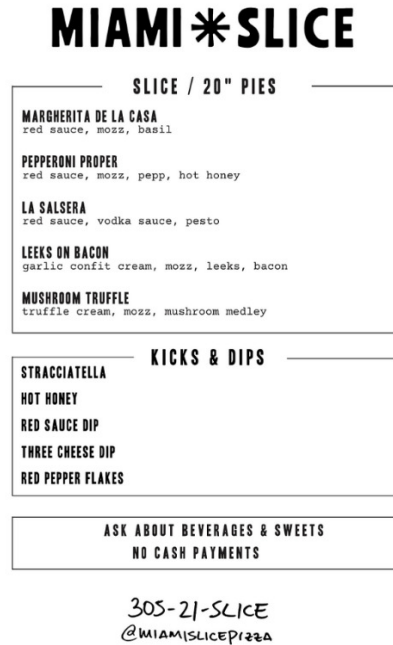 MIAMI✳SLICE
SLICE / 20" PIES
MARGHERITA DE LA CASA
red sauce, mozz, basil
PEPPERONI PROPER
red sauce, mozz, pepp, hot honey
LA SALSERA
red sauce, vodka sauce, pesto
LEEKS ON BACON
garlic confit cream, mozz, leeks, bacon
MUSHROOM TRUFFLE
truffle cream, mozz, mushroom medley
KICKS & DIPS
STRACCIATELLA
HOT HONEY
RED SAUCE DIP
THREE CHEESE DIP
RED PEPPER FLAKES
ASK ABOUT BEVERAGES & SWEETS
NO CASH PAYMENTS
305-21-SLICE
@MIAMISLICEPIZZA